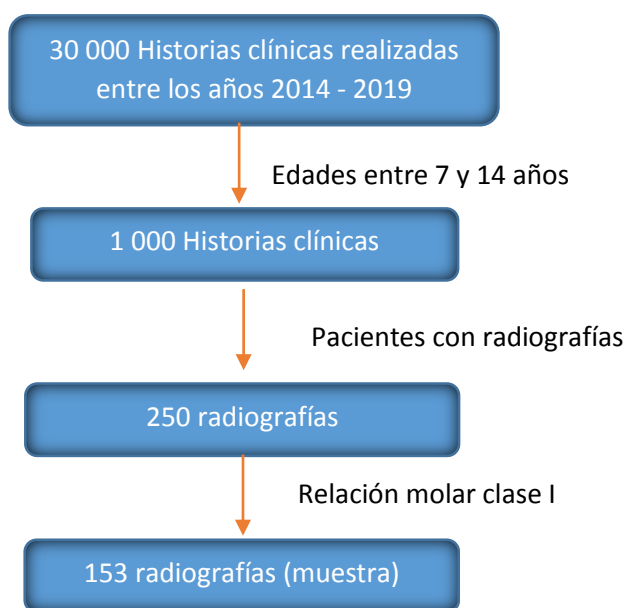 30 000 Historias clínicas realizadas
entre los años 2014 - 2019
Edades entre 7 y 14 años
1 000 Historias clínicas
Pacientes con radiografías
250 radiografías
Relación molar clase I
153 radiografías (muestra)